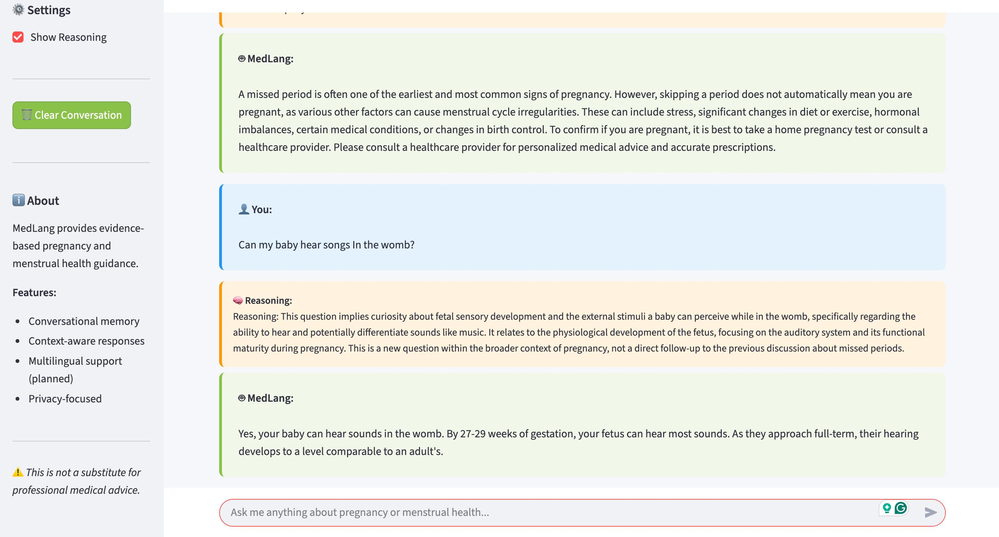 Settings
Show Reasoning
Clear Conversation
About
MedLang provides evidence-
based pregnancy and
menstrual health guidance.
Features:
• Conversational memory
• Context-aware responses
• Multilingual support
(planned)
• Privacy-focused
This is not a substitute for
professional medical advice.
MedLang:
A missed period is often one of the earliest and most common signs of pregnancy. However, skipping a period does not automatically mean you are
pregnant, as various other factors can cause menstrual cycle irregularities. These can include stress, significant changes in diet or exercise, hormonal
imbalances, certain medical conditions, or changes in birth control. To confirm if you are pregnant, it is best to take a home pregnancy test or consult a
healthcare provider. Please consult a healthcare provider for personalized medical advice and accurate prescriptions.
You:
Can my baby hear songs In the womb?
Reasoning:
Reasoning: This question implies curiosity about fetal sensory development and the external stimuli a baby can perceive while in the womb, specifically regarding the
ability to hear and potentially differentiate sounds like music. It relates to the physiological development of the fetus, focusing on the auditory system and its functional
maturity during pregnancy. This is a new question within the broader context of pregnancy, not a direct follow-up to the previous discussion about missed periods.
MedLang:
Yes, your baby can hear sounds in the womb. By 27-29 weeks of gestation, your fetus can hear most sounds. As they approach full-term, their hearing
develops to a level comparable to an adult's.
Ask me anything about pregnancy or menstrual health...